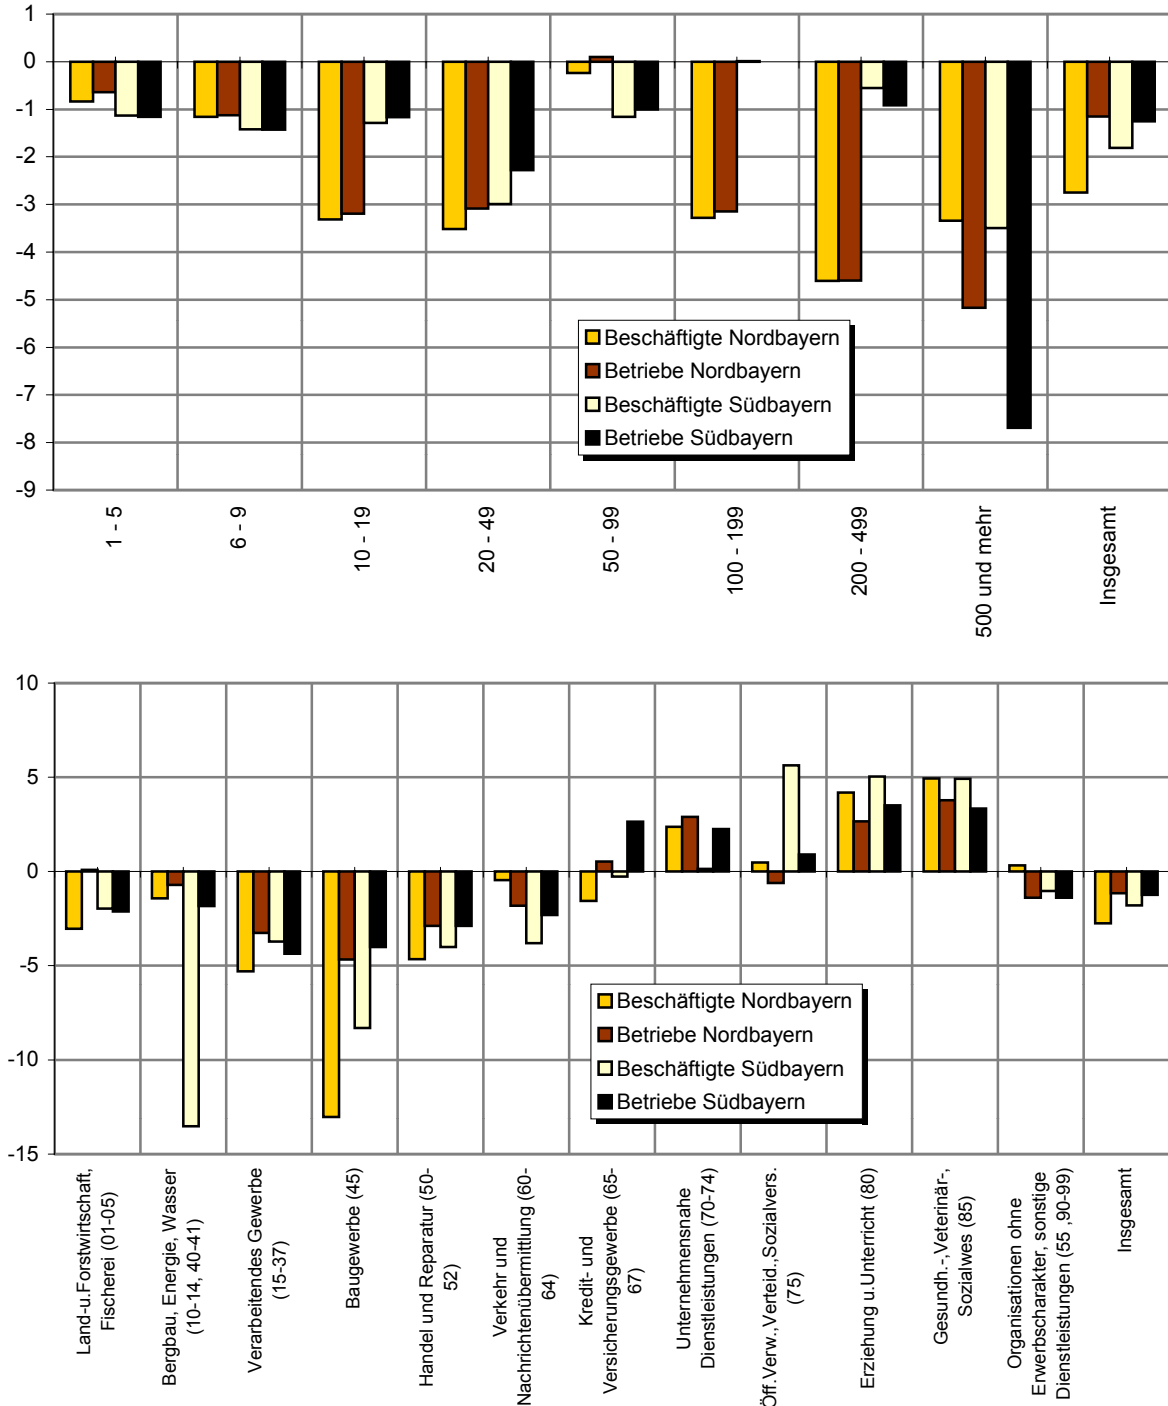 1
0
-1
-2
-3
-4
-5
-6
-7
-8
-9
Beschäftigte Nordbayern
Betriebe Nordbayern
Beschäftigte Südbayern
Betriebe Südbayern
1 - 5
6 - 9
10 - 19
20 - 49
50 - 99
100 - 199
200 - 499
500 und mehr
Insgesamt
10
5
0
-5
-10
-15
Beschäftigte Nordbayern
Betriebe Nordbayern
Beschäftigte Südbayern
Betriebe Südbayern
Land-u.Forstwirtschaft,
Fischerei (01-05)
Bergbau, Energie, Wasser
(10-14, 40-41)
Verarbeitendes Gewerbe
(15-37)
Baugewerbe (45)
Handel und Reparatur (50-
52)
Verkehr und
Nachrichtenübermittlung (60-
64)
Kredit- und
Versicherungsgewerbe (65-
67)
Unternehmensnahe
Dienstleistungen (70-74)
Öff.Verw.,Verteid.,Sozialvers.
(75)
Erziehung u.Unterricht (80)
Gesundh.-,Veterinär-,
Sozialwes (85)
Organisationen ohne
Erwerbscharakter, sonstige
Dienstleistungen (55 ,90-99)
Insgesamt